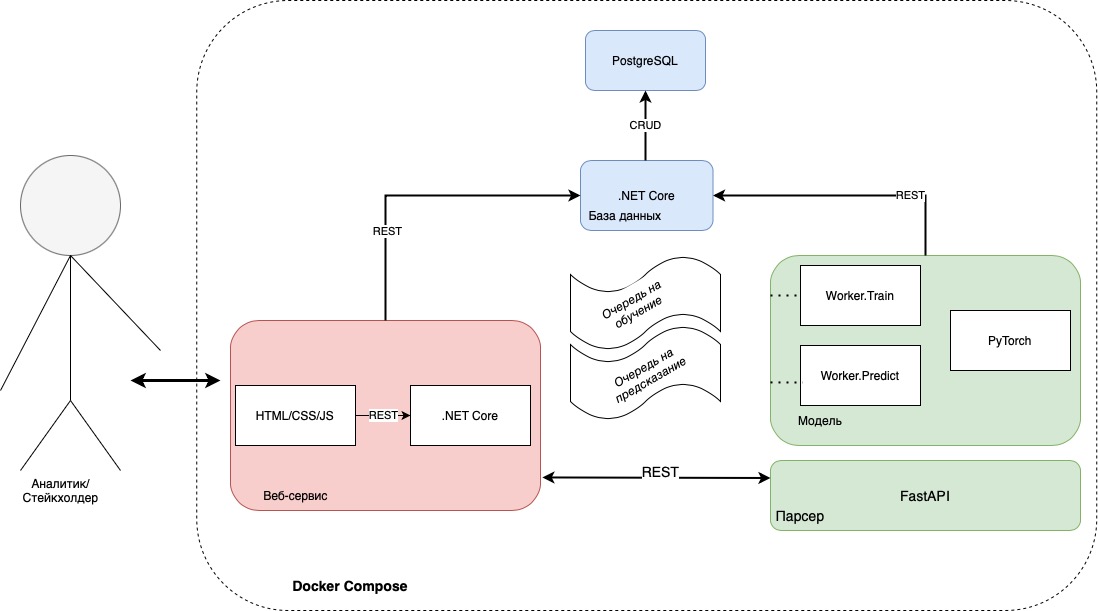 PostgreSQL
CRUD
.NET Core
База данных
REST
REST
Очередь на
обучение
Очередь на
предсказание
Worker.Train
Worker.Predict
PyTorch
Модель
HTML/CSS/JS
REST
.NET Core
Веб-сервис
REST
FastAPI
Парсер
Аналитик/
Стейкхолдер
Docker Compose